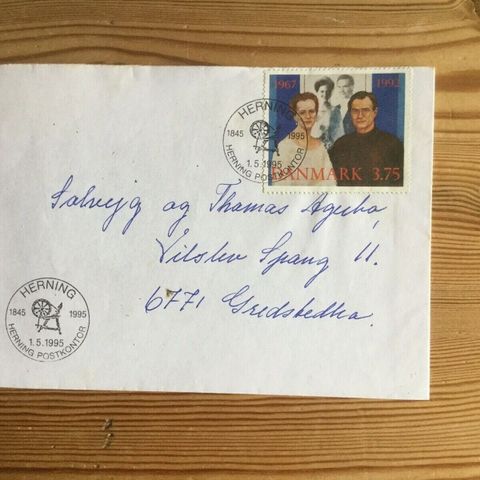 1967 1992
DANMARK 3.75
HERNING
1845 1995
1.5.1995
HERNING POSTKONTOR
Solvejg og Thomas Agerbo,
Vilslev Spang 11.
6771 Gredstedbro.
HERNING
1845 1995
1.5.1995
HERNING POSTKONTOR